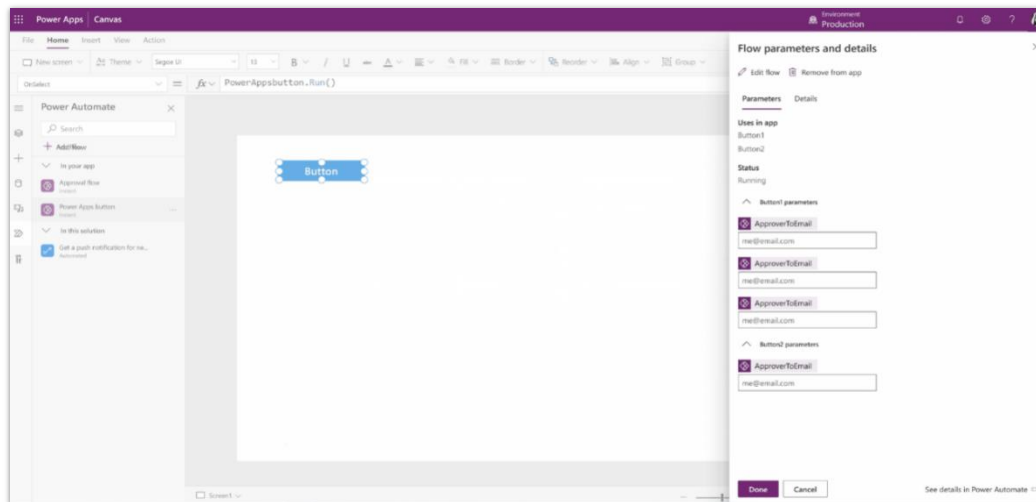 Power Apps | Canvas
Environment
Production
?
File Home Insert View Action
New screen Theme Segoe UI 15 B / U abc A Fill Border Reorder Align Group
OnSelect = fx PowerAppsbutton.Run()
Power Automate
Search
Add flow
In your app
Approval flow
Instant
Power Apps button
Instant
In this solution
Get a push notification for ne...
Automated
Button
Screen1
Flow parameters and details
Edit flow Remove from app
Parameters Details
Uses in app
Button1
Button2
Status
Running
Button1 parameters
ApproverToEmail
me@email.com
ApproverToEmail
me@email.com
ApproverToEmail
me@email.com
Button2 parameters
ApproverToEmail
me@email.com
Done Cancel See details in Power Automate